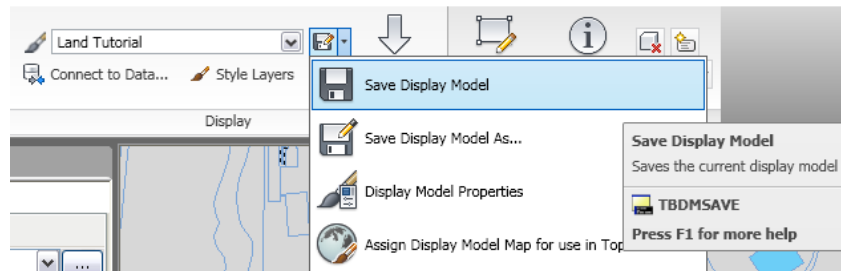 Land Tutorial
Connect to Data...
Style Layers
Display
Save Display Model
Save Display Model As...
Display Model Properties
Assign Display Model Map for use in Top
Save Display Model
Saves the current display model
TBDMSAVE
Press F1 for more help
...